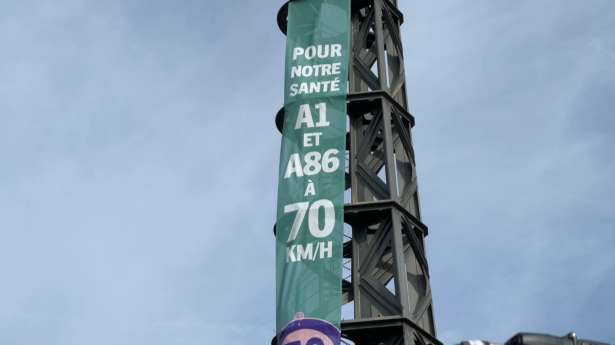 POUR
NOTRE
SANTÉ
A1
ET
A86
À
70
KM/H